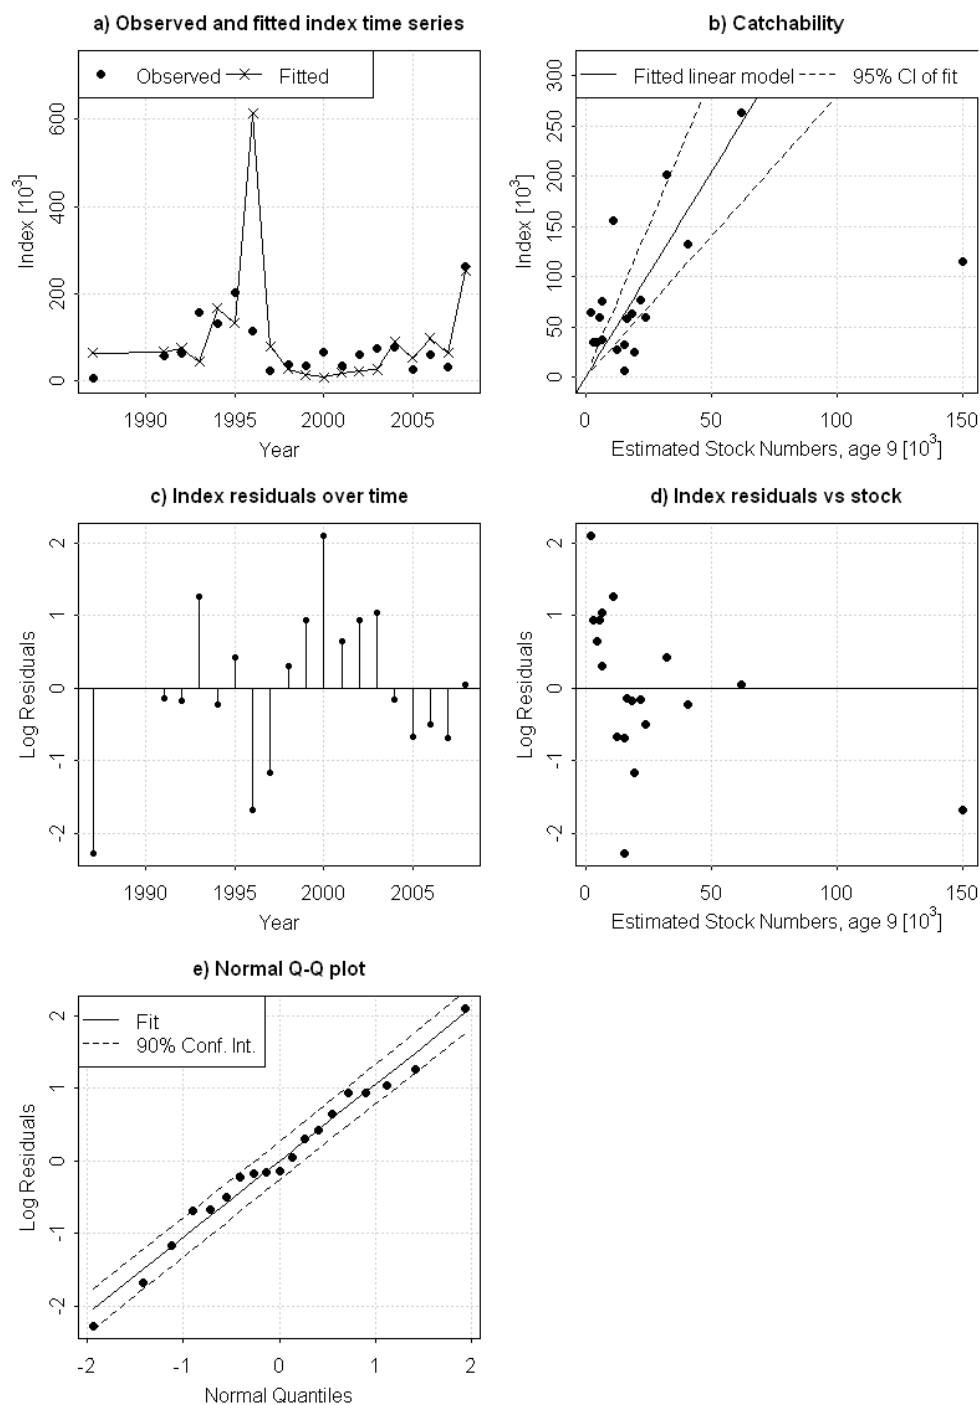 a) Observed and fitted index time series
Observed
Fitted
Index [10³]
0 200 400 600
1990 1995 2000 2005
Year
b) Catchability
Fitted linear model
95% CI of fit
Index [10³]
0 50 100 150 200 250 300
0 50 100 150
Estimated Stock Numbers, age 9 [10³]
c) Index residuals over time
Log Residuals
-2 -1 0 1 2
1990 1995 2000 2005
Year
d) Index residuals vs stock
Log Residuals
-2 -1 0 1 2
0 50 100 150
Estimated Stock Numbers, age 9 [10³]
e) Normal Q-Q plot
Fit
90% Conf. Int.
Log Residuals
-2 -1 0 1 2
-2 -1 0 1 2
Normal Quantiles